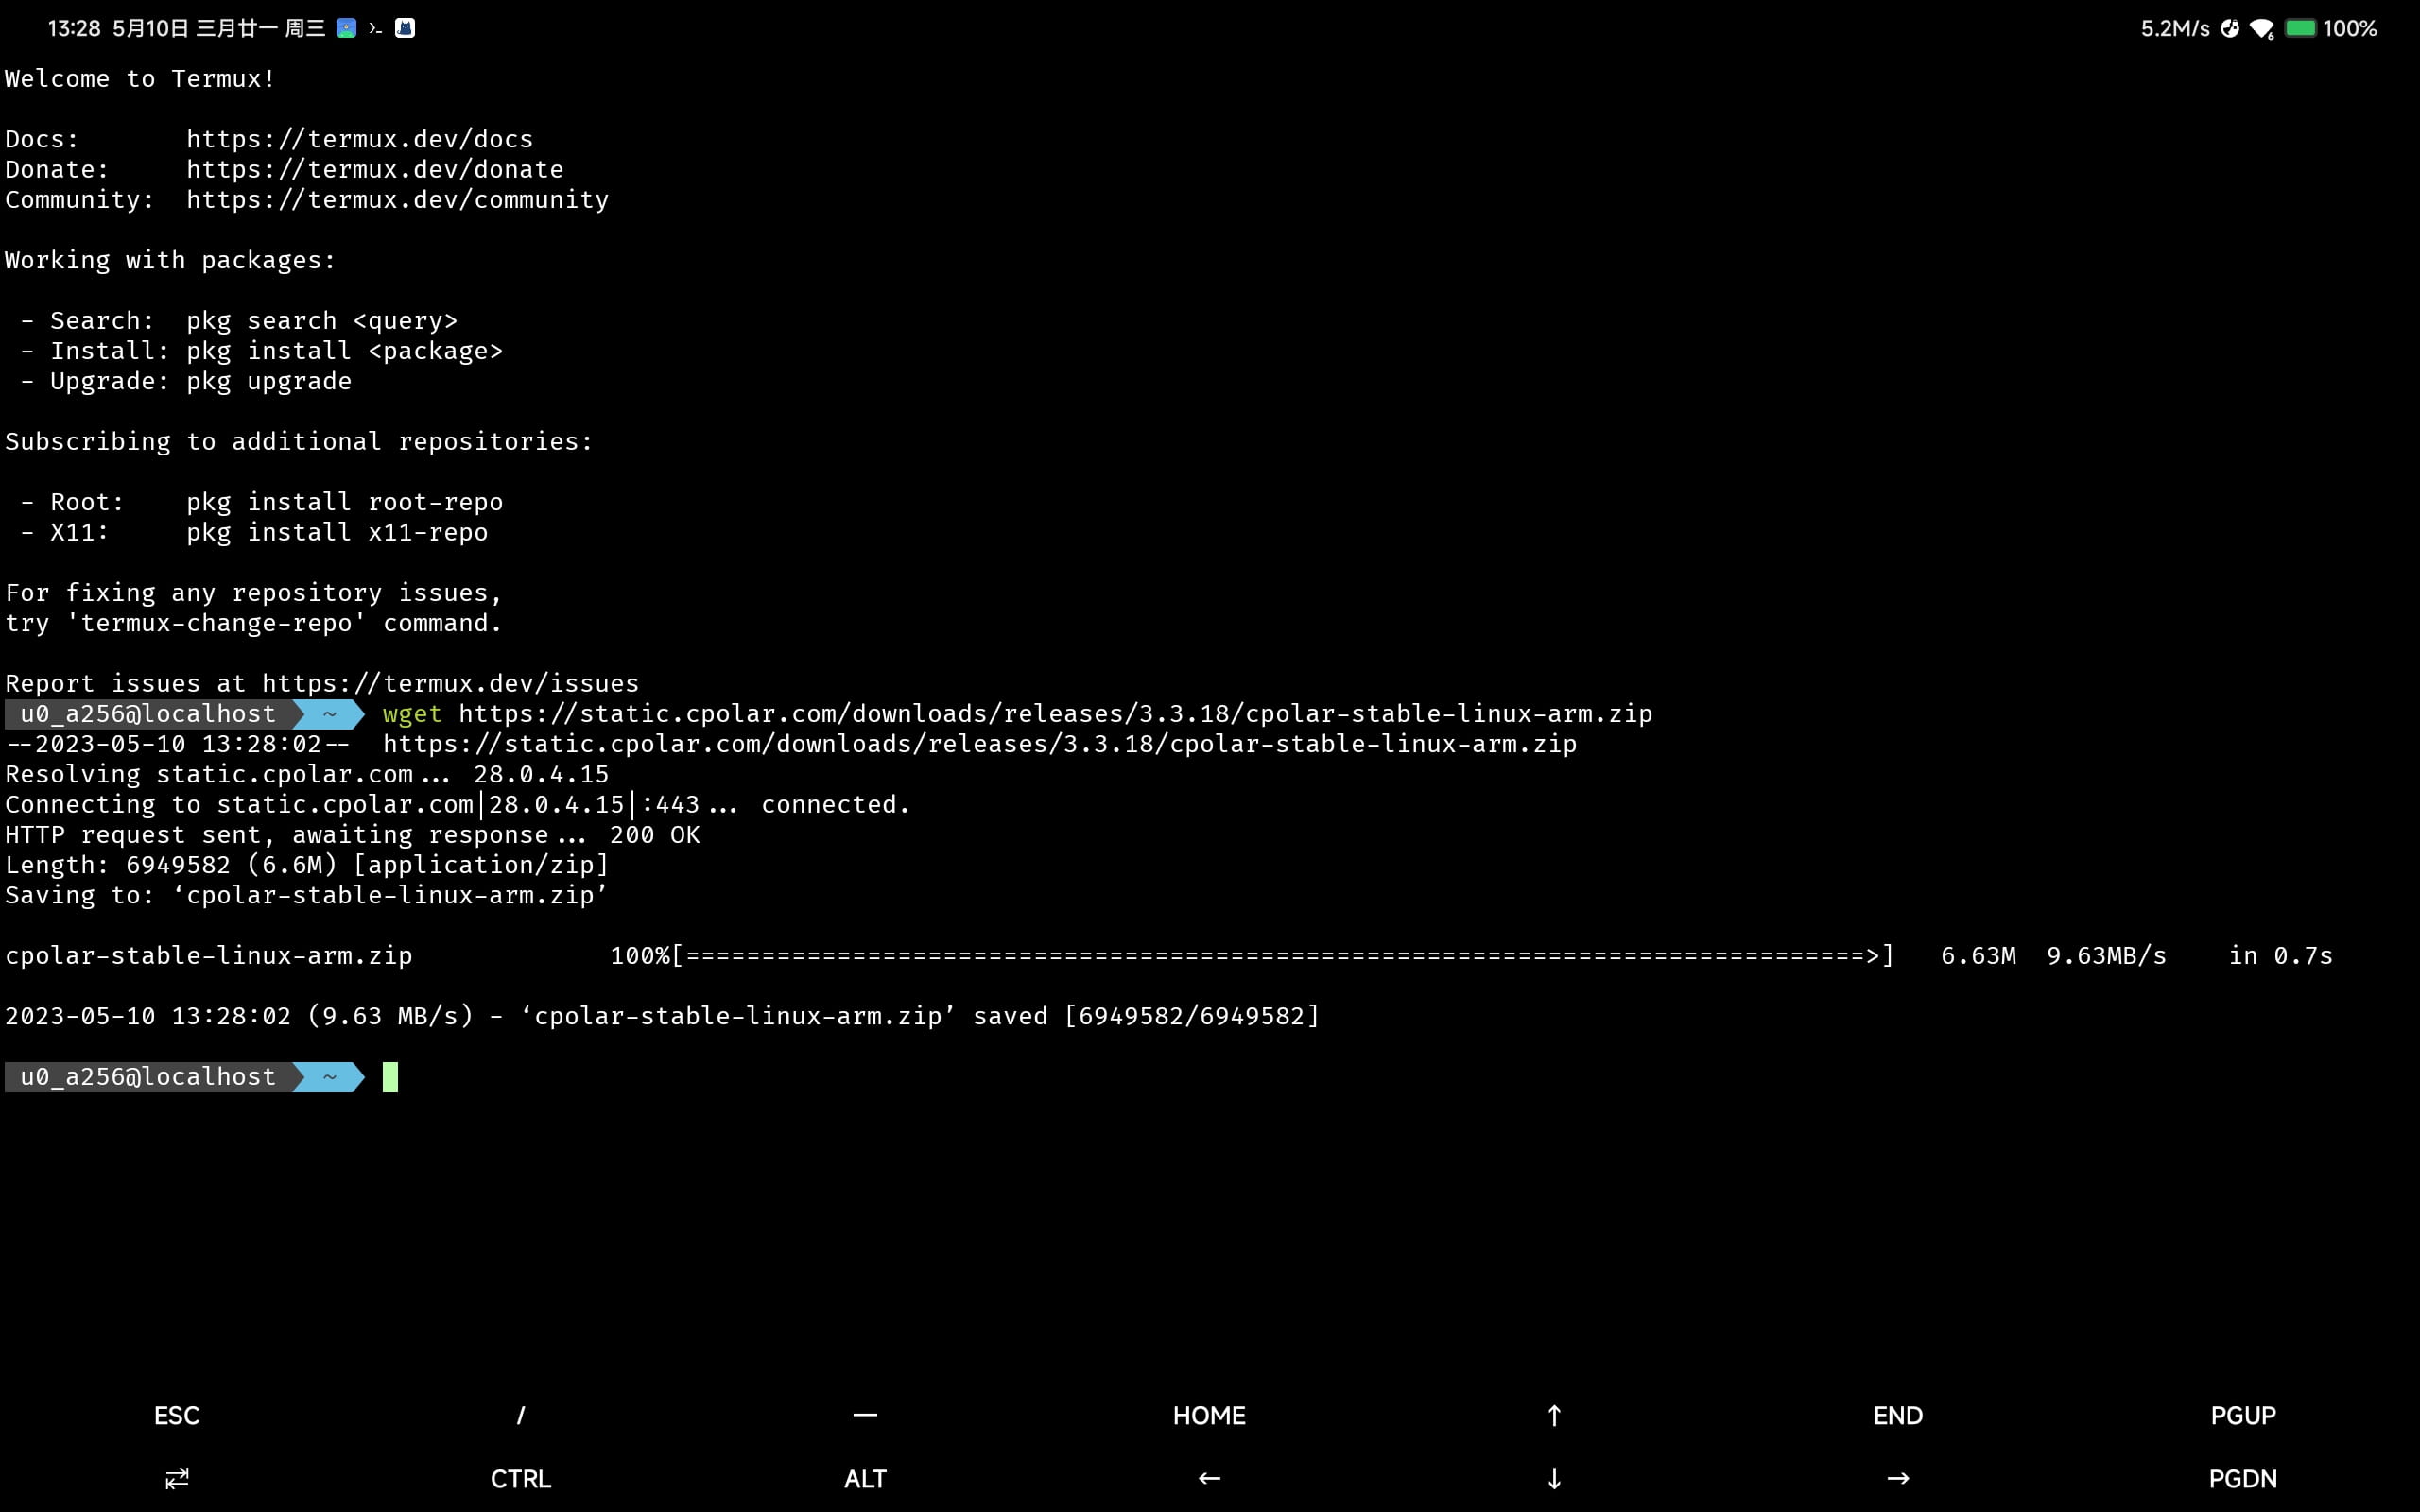 13:28 5月10日 三月廿一 周三
5.2M/s 6 100%
Welcome to Termux!
Docs: https://termux.dev/docs
Donate: https://termux.dev/donate
Community: https://termux.dev/community
Working with packages:
- Search: pkg search <query>
- Install: pkg install <package>
- Upgrade: pkg upgrade
Subscribing to additional repositories:
- Root: pkg install root-repo
- X11: pkg install x11-repo
For fixing any repository issues,
try 'termux-change-repo' command.
Report issues at https://termux.dev/issues
u0_a256@localhost ~ wget https://static.cpolar.com/downloads/releases/3.3.18/cpolar-stable-linux-arm.zip
--2023-05-10 13:28:02-- https://static.cpolar.com/downloads/releases/3.3.18/cpolar-stable-linux-arm.zip
Resolving static.cpolar.com... 28.0.4.15
Connecting to static.cpolar.com|28.0.4.15|:443... connected.
HTTP request sent, awaiting response... 200 OK
Length: 6949582 (6.6M) [application/zip]
Saving to: ‘cpolar-stable-linux-arm.zip’
cpolar-stable-linux-arm.zip 100%[==============================================================================>] 6.63M 9.63MB/s in 0.7s
2023-05-10 13:28:02 (9.63 MB/s) - ‘cpolar-stable-linux-arm.zip’ saved [6949582/6949582]
u0_a256@localhost ~
ESC / — HOME ↑ END PGUP
⇄ CTRL ALT ← ↓ → PGDN